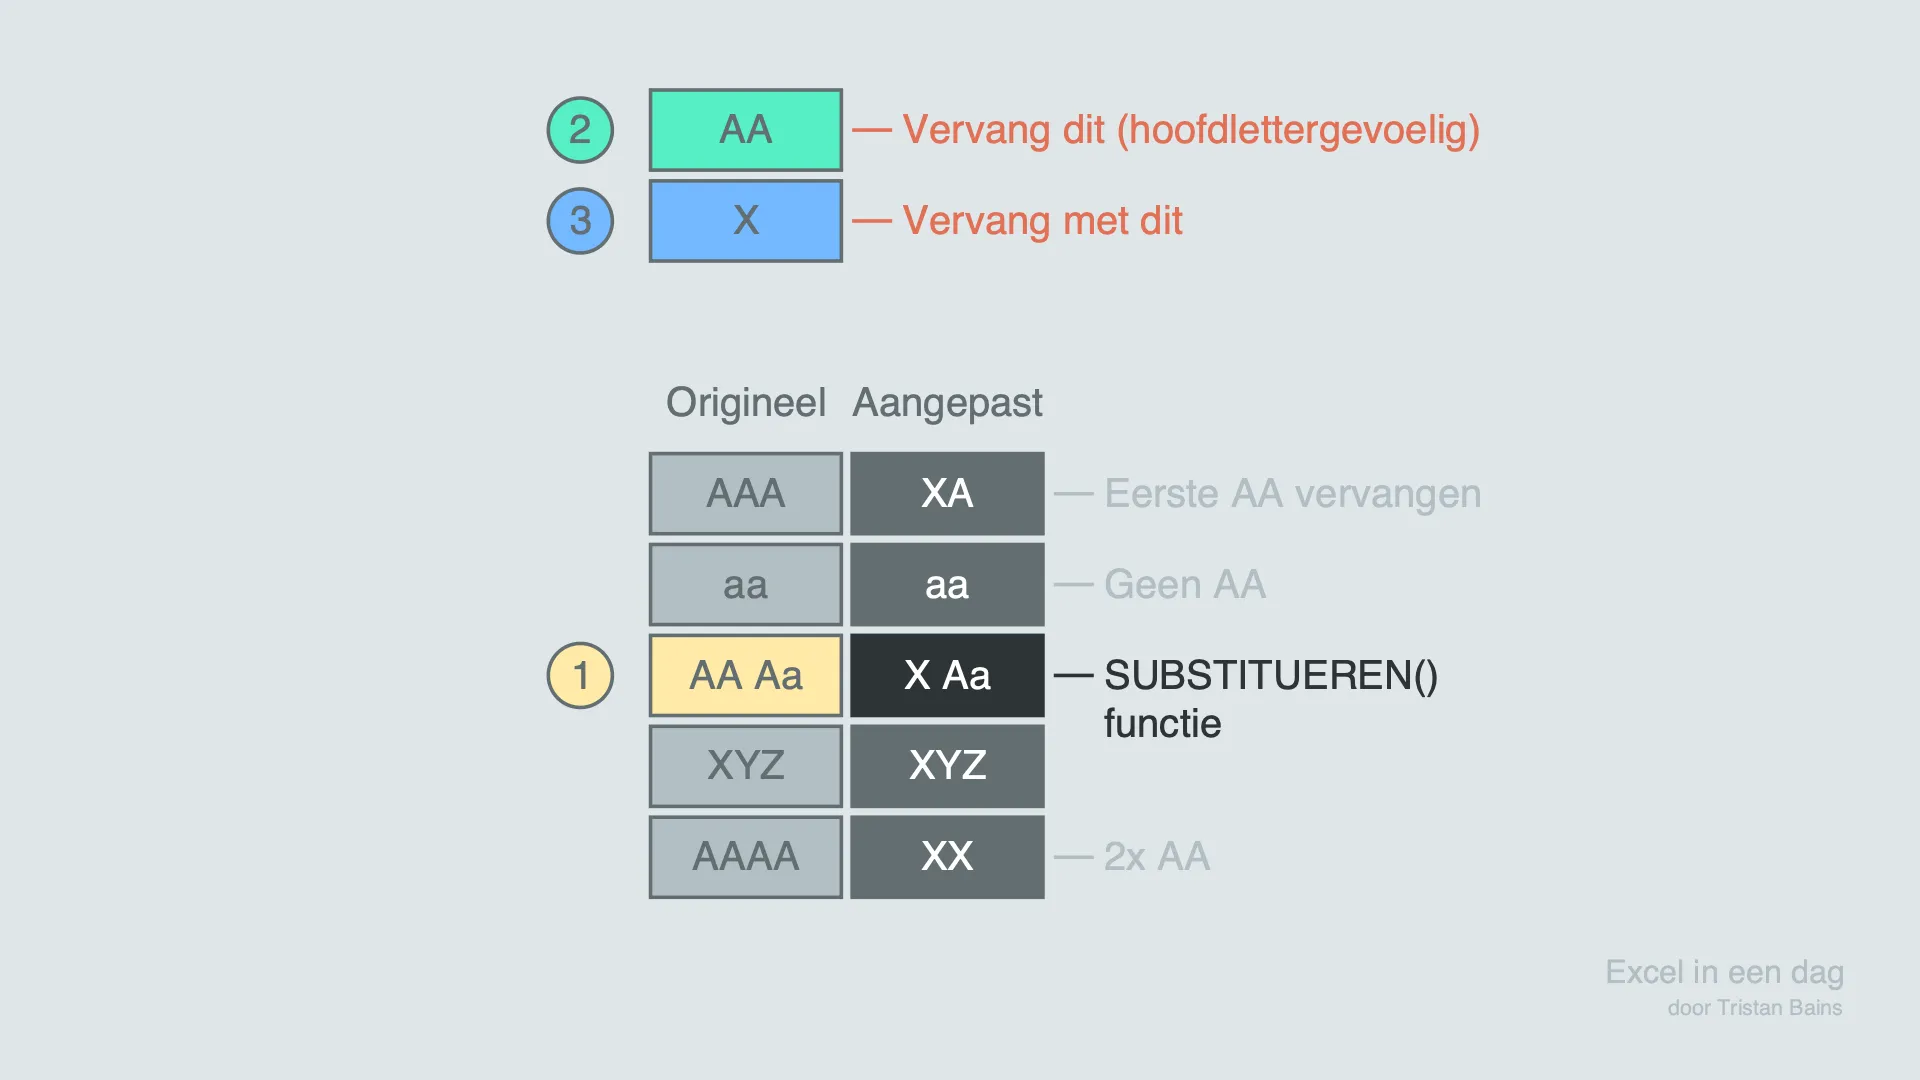 2 AA — Vervang dit (hoofdlettergevoelig)
3 X — Vervang met dit
Origineel Aangepast
AAA XA — Eerste AA vervangen
aa aa — Geen AA
1 AA Aa X Aa — SUBSTITUEREN()
functie
XYZ XYZ
AAAA XX — 2x AA
Excel in een dag
door Tristan Bains